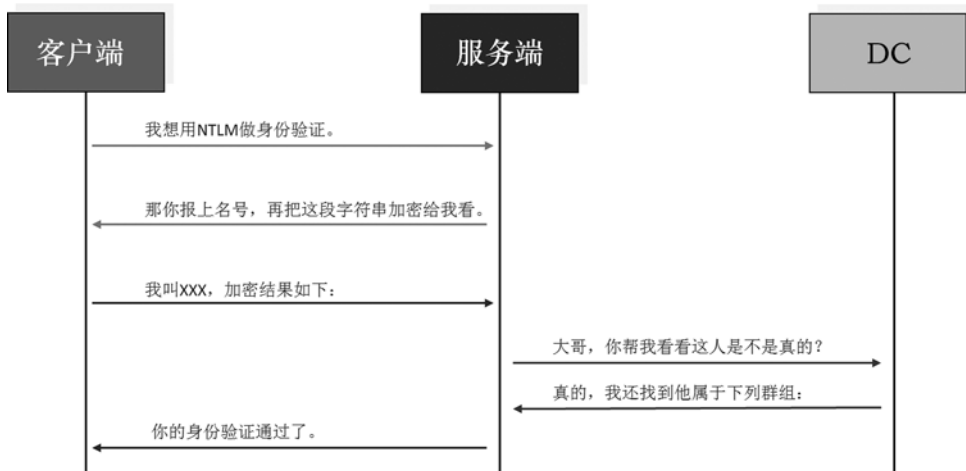 客户端
服务端
DC
我想用NTLM做身份验证。
那你报上名号，再把这段字符串加密给我看。
我叫XXX，加密结果如下：
大哥，你帮我看看这人是不是真的？
真的，我还找到他属于下列群组：
你的身份验证通过了。